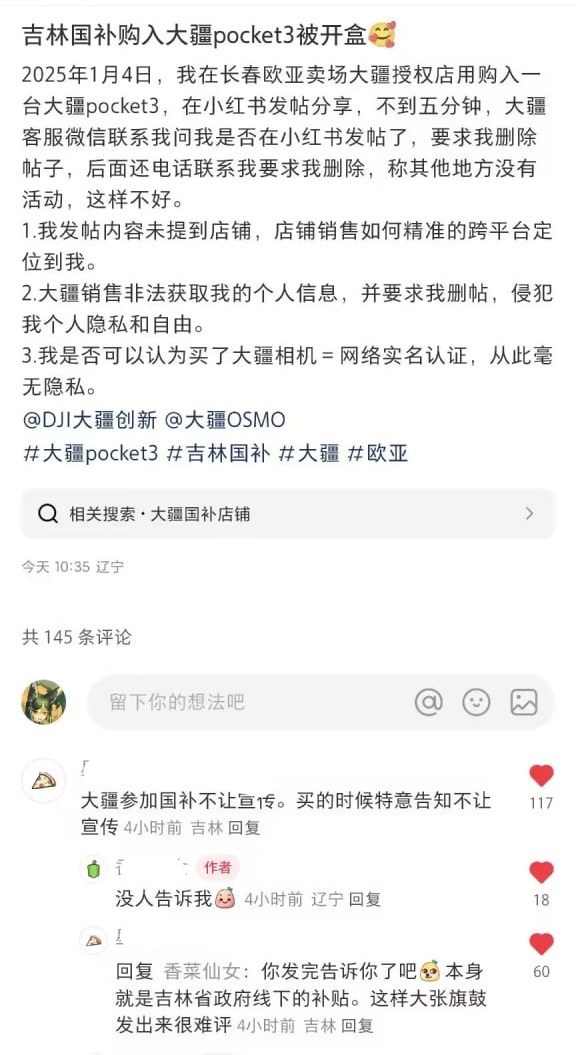 吉林国补购入大疆pocket3被开盒🥰
2025年1月4日，我在长春欧亚卖场大疆授权店用购入一
台大疆pocket3，在小红书发帖分享，不到五分钟，大疆
客服微信联系我问我是否在小红书发帖了，要求我删除
帖子，后面还电话联系我要求我删除，称其他地方没有
活动，这样不好。
1.我发帖内容未提到店铺，店铺销售如何精准的跨平台定
位到我。
2.大疆销售非法获取我的个人信息，并要求我删帖，侵犯
我个人隐私和自由。
3.我是否可以认为买了大疆相机＝网络实名认证，从此毫
无隐私。
@DJI大疆创新 @大疆OSMO
#大疆pocket3 #吉林国补 #大疆 #欧亚
相关搜索·大疆国补店铺
今天 10:35 辽宁
共 145 条评论
留下你的想法吧
大疆参加国补不让宣传。买的时候特意告知不让
宣传 4小时前 吉林 回复
117
作者
没人告诉我 4小时前 辽宁 回复
18
回复 香菜仙女：你发完告诉你了吧 本身
就是吉林省政府线下的补贴。这样大张旗鼓
发出来很难评 4小时前 吉林 回复
60